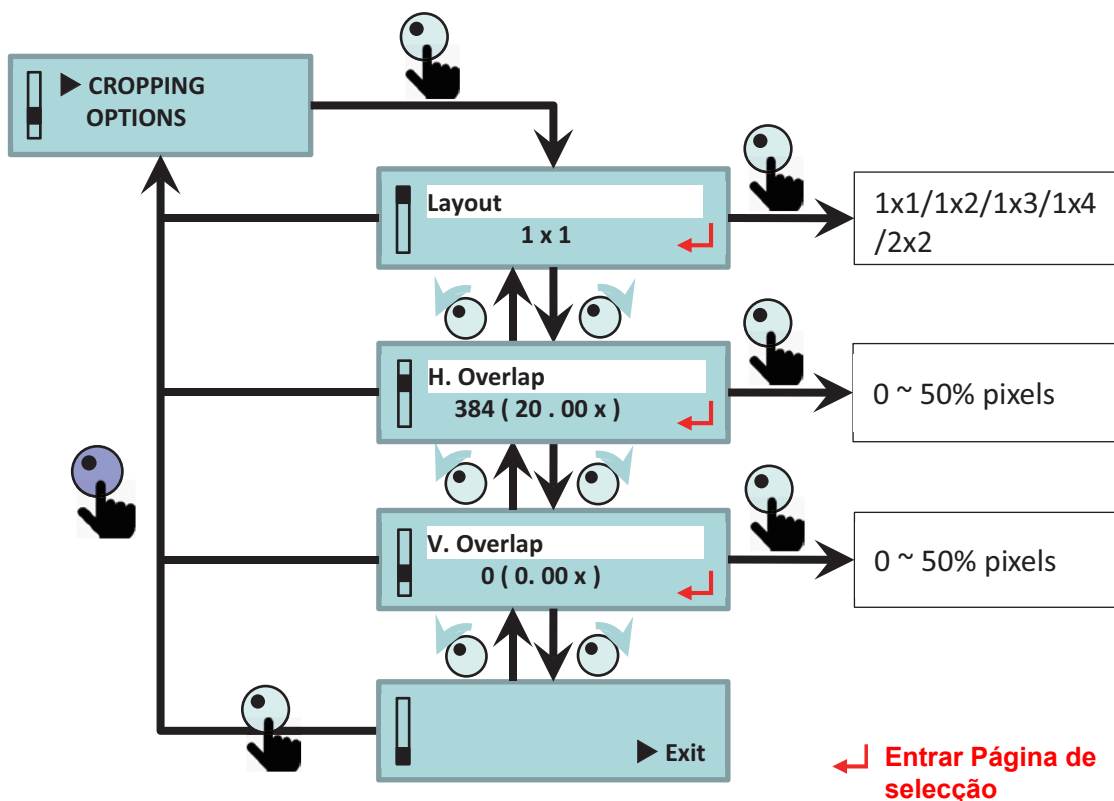 ▶ CROPPING
OPTIONS
Layout
1 x 1
1x1/1x2/1x3/1x4
/2x2
H. Overlap
384 ( 20 . 00 x )
0 ~ 50% pixels
V. Overlap
0 ( 0. 00 x )
0 ~ 50% pixels
▶ Exit
Entrar Página de
selecção